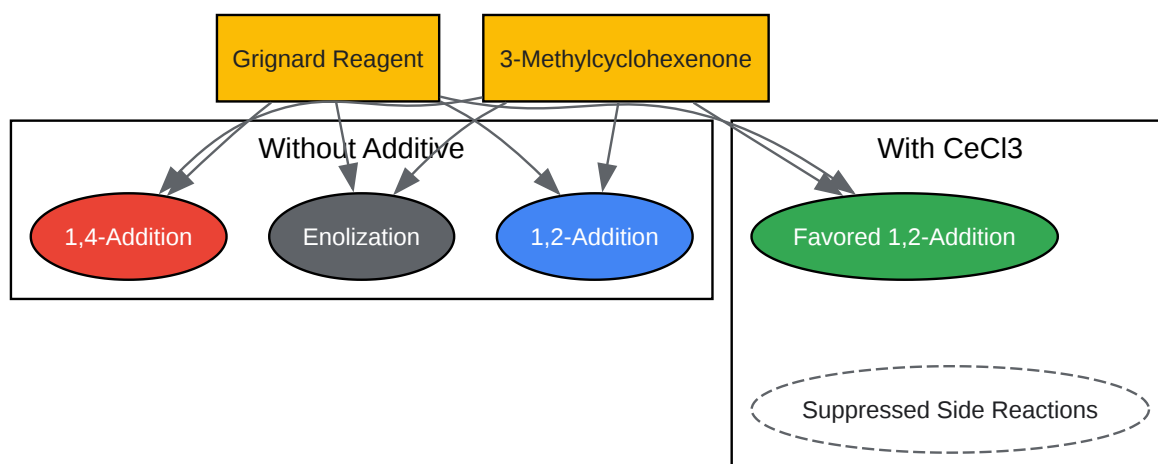 Grignard Reagent
3-Methylcyclohexenone
Without Additive
With CeCl3
1,4-Addition
Enolization
1,2-Addition
Favored 1,2-Addition
Suppressed Side Reactions